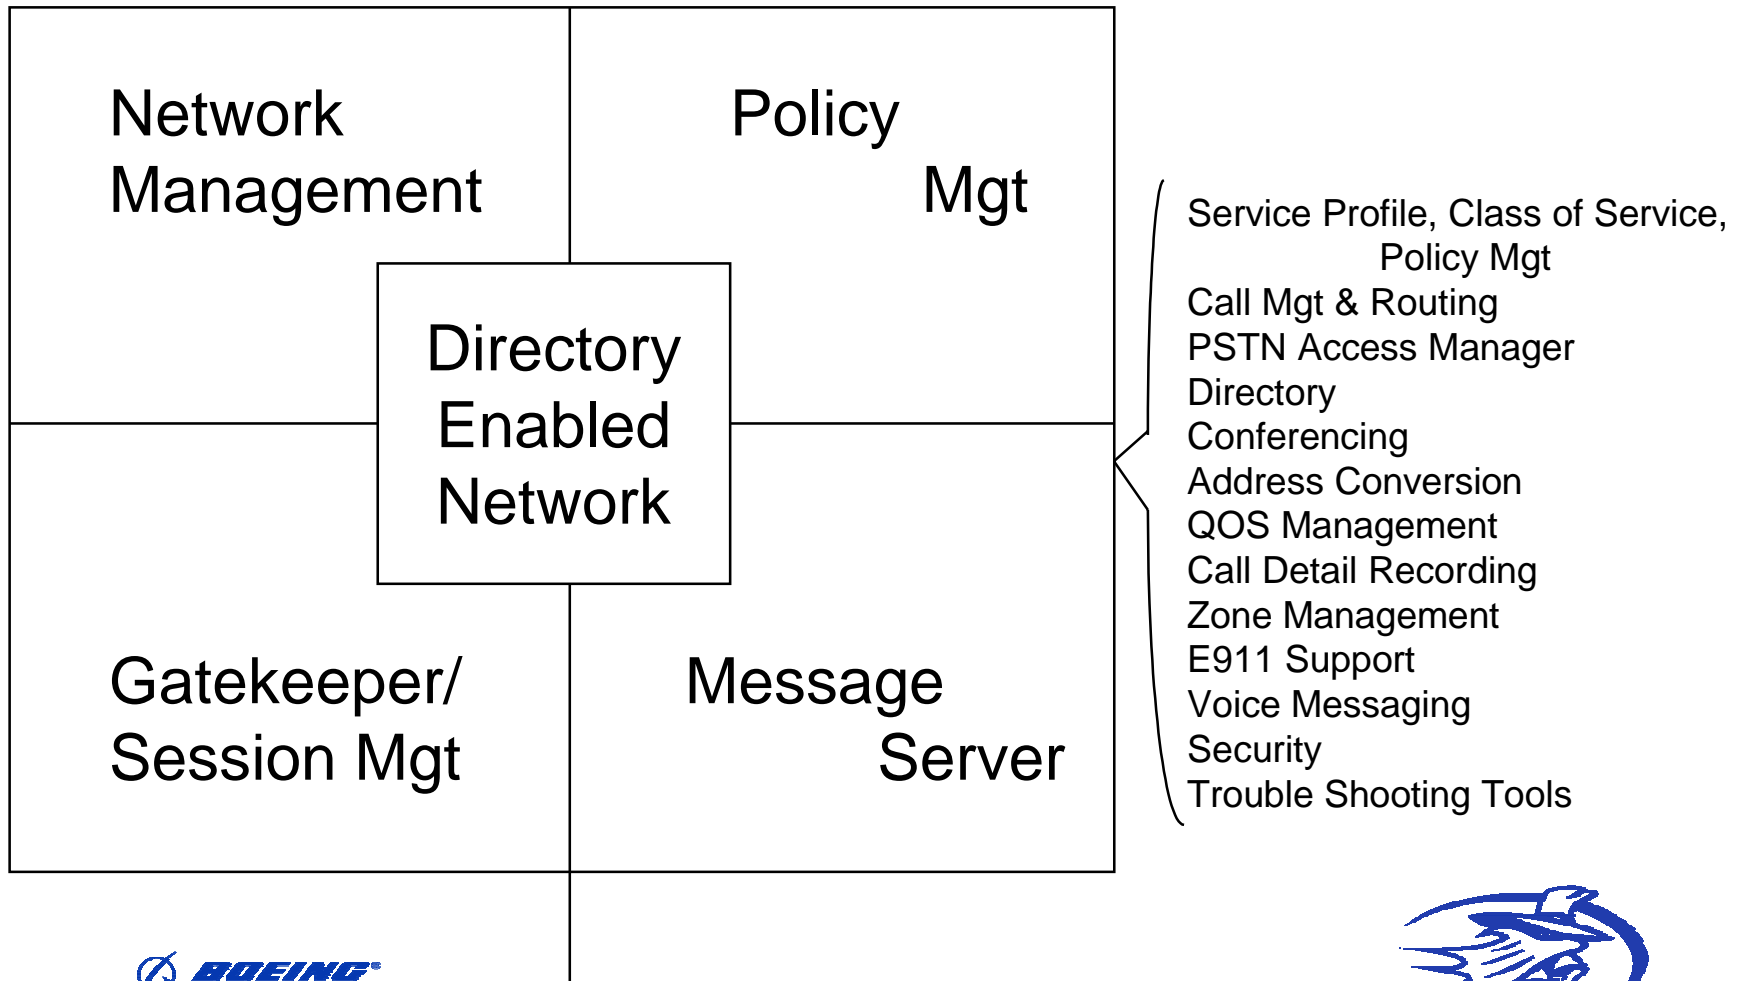 Network
Management
Policy
Mgt
Directory
Enabled
Network
Gatekeeper/
Session Mgt
Message
Server
Service Profile, Class of Service,
Policy Mgt
Call Mgt & Routing
PSTN Access Manager
Directory
Conferencing
Address Conversion
QOS Management
Call Detail Recording
Zone Management
E911 Support
Voice Messaging
Security
Trouble Shooting Tools
BOEING®